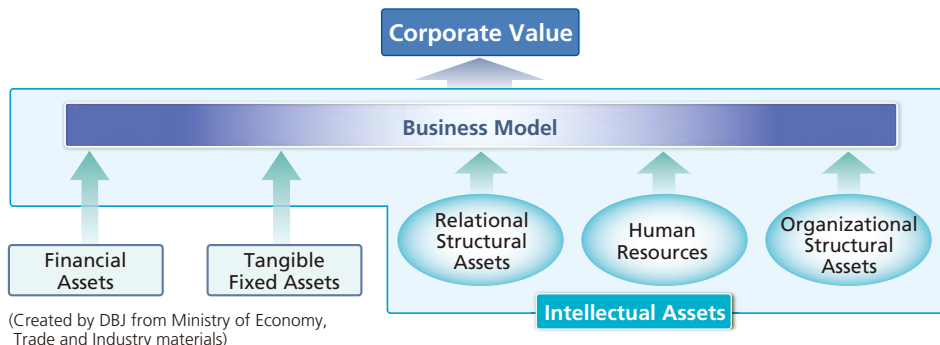 Corporate Value
Business Model
Financial
Assets
Tangible
Fixed Assets
Relational
Structural
Assets
Human
Resources
Organizational
Structural
Assets
Intellectual Assets
(Created by DBJ from Ministry of Economy,
Trade and Industry materials)